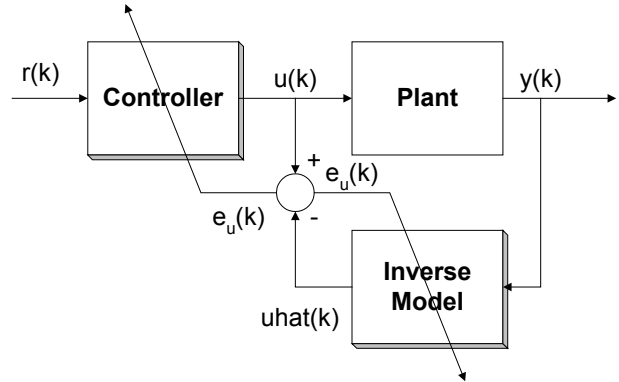 r(k)
Controller
u(k)
Plant
y(k)
+
e_u(k)
e_u(k)
-
Inverse
Model
uhat(k)